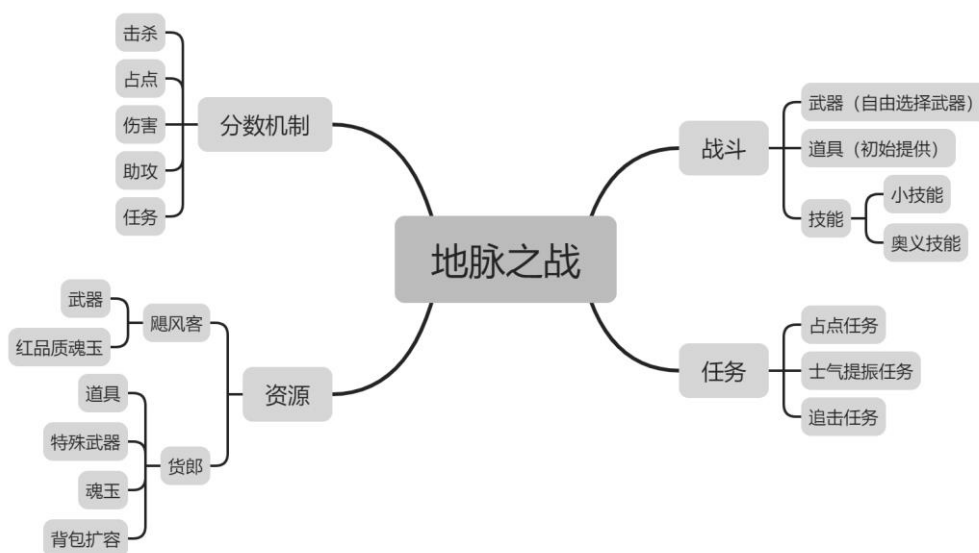 地脉之战
分数机制
击杀
占点
伤害
助攻
任务
资源
飓风客
武器
红品质魂玉
货郎
道具
特殊武器
魂玉
背包扩容
战斗
武器（自由选择武器）
道具（初始提供）
技能
小技能
奥义技能
任务
占点任务
士气提振任务
追击任务